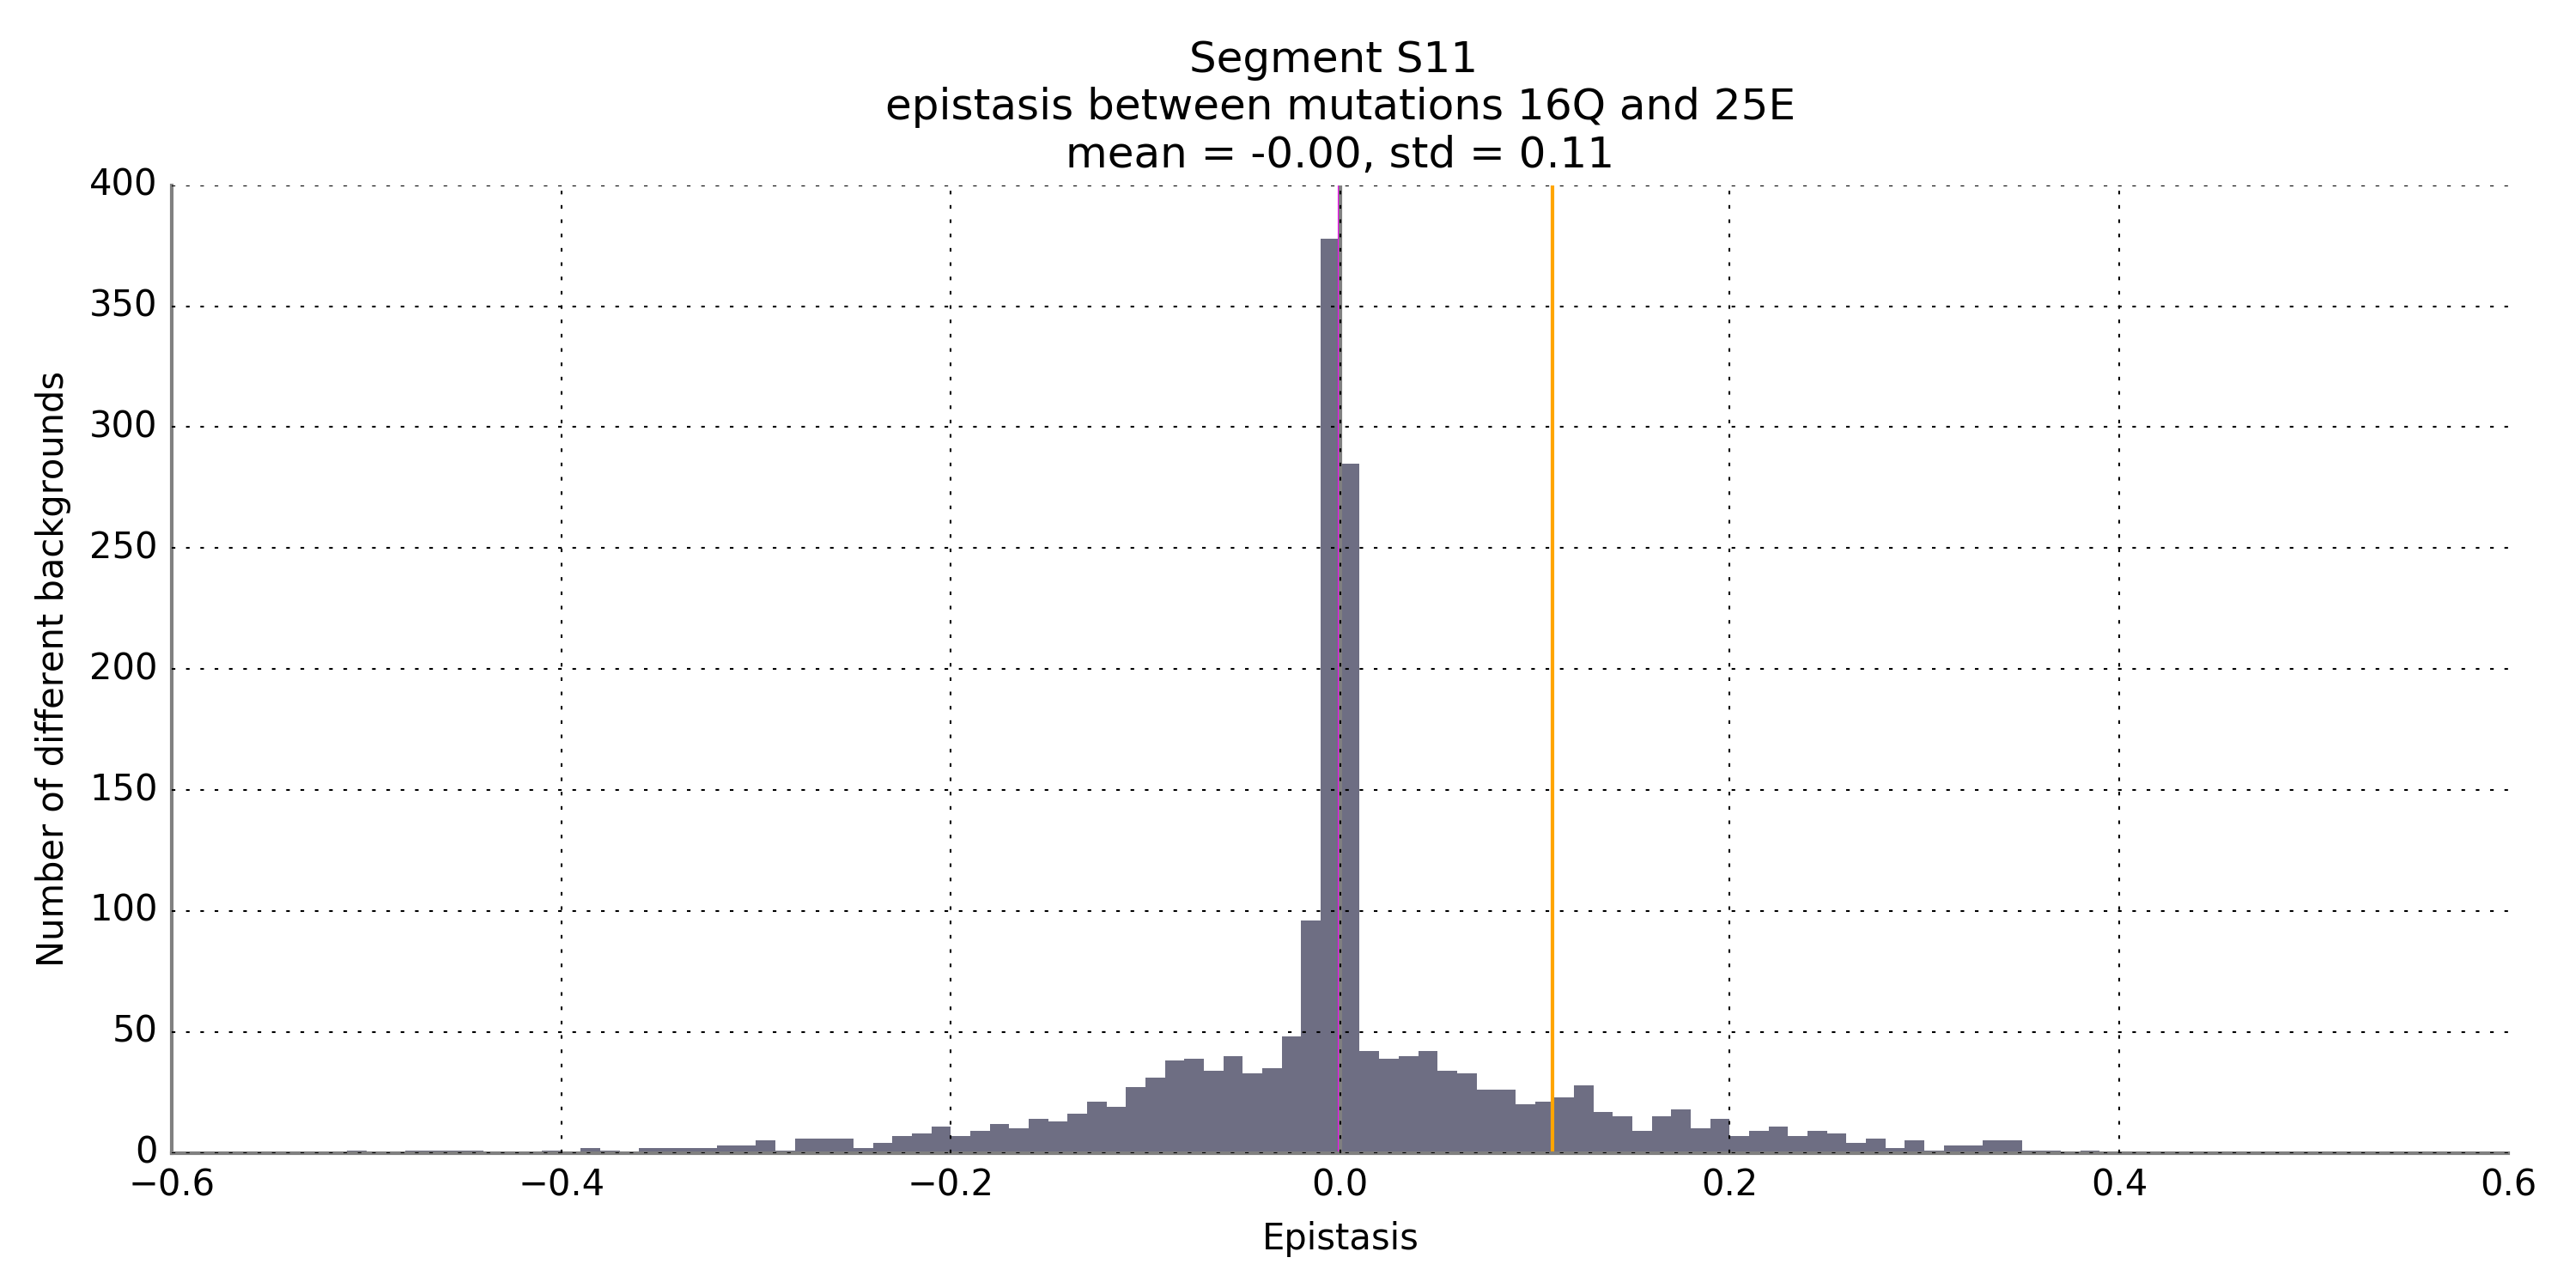 Segment S11
epistasis between mutations 16Q and 25E
mean = -0.00, std = 0.11
400
350
300
250
200
150
100
50
0
Number of different backgrounds
−0.6 −0.4 −0.2 0.0 0.2 0.4 0.6
Epistasis